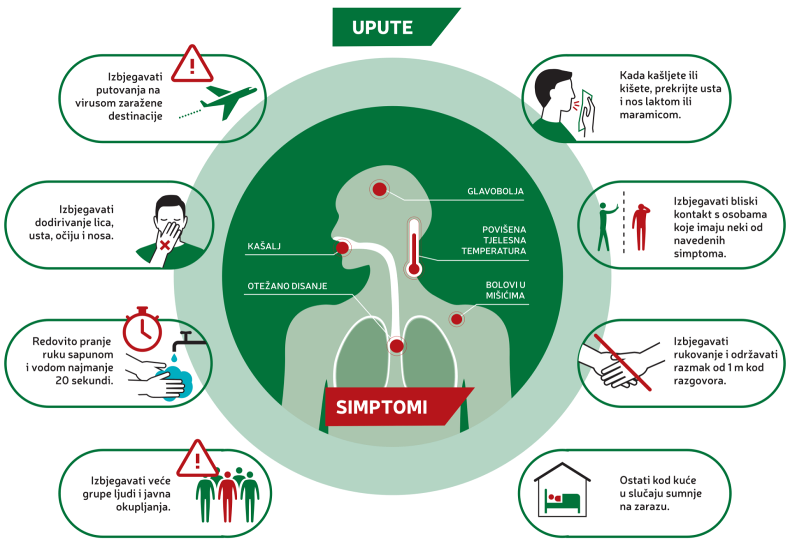 UPUTE
Izbjegavati
putovanja na
virusom zaražene
destinacije
Kada kašljete ili
kišete, prekrijte usta
i nos laktom ili
maramicom.
Izbjegavati
dodirivanje lica,
usta, očiju i nosa.
Izbjegavati bliski
kontakt s osobama
koje imaju neki od
navedenih
simptoma.
Redovito pranje
ruku sapunom
i vodom najmanje
20 sekundi.
Izbjegavati
rukovanje i održavati
razmak od 1 m kod
razgovora.
Izbjegavati veće
grupe ljudi i javna
okupljanja.
Ostati kod kuće
u slučaju sumnje
na zarazu.
GLAVOBOLJA
KAŠALJ
POVIŠENA
TJELESNA
TEMPERATURA
OTEŽANO DISANJE
BOLOVI U
MIŠIĆIMA
SIMPTOMI